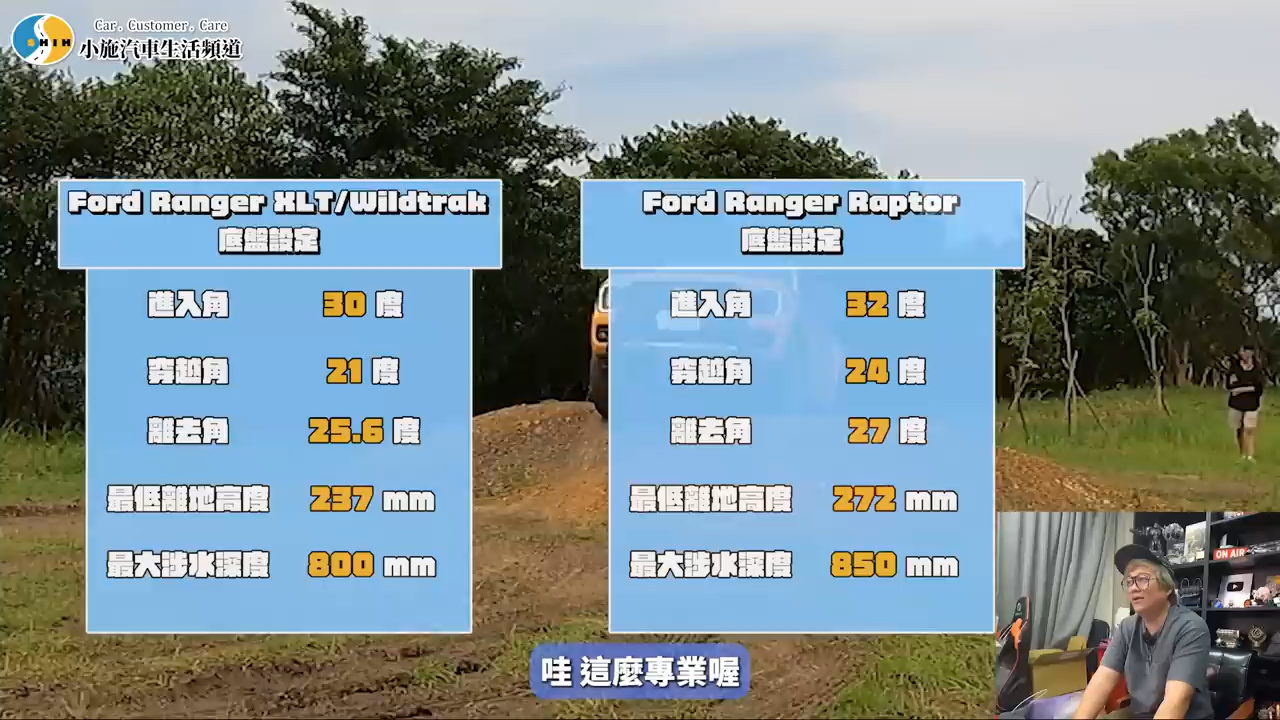 Car. Customer. Care
SHIH
小施汽車生活頻道
Ford Ranger XLT/Wildtrak
底盤設定
進入角 30 度
穿越角 21 度
離去角 25.6 度
最低離地高度 237 mm
最大涉水深度 800 mm
Ford Ranger Raptor
底盤設定
進入角 32 度
穿越角 24 度
離去角 27 度
最低離地高度 272 mm
最大涉水深度 850 mm
ON AIR
哇 這麼專業喔